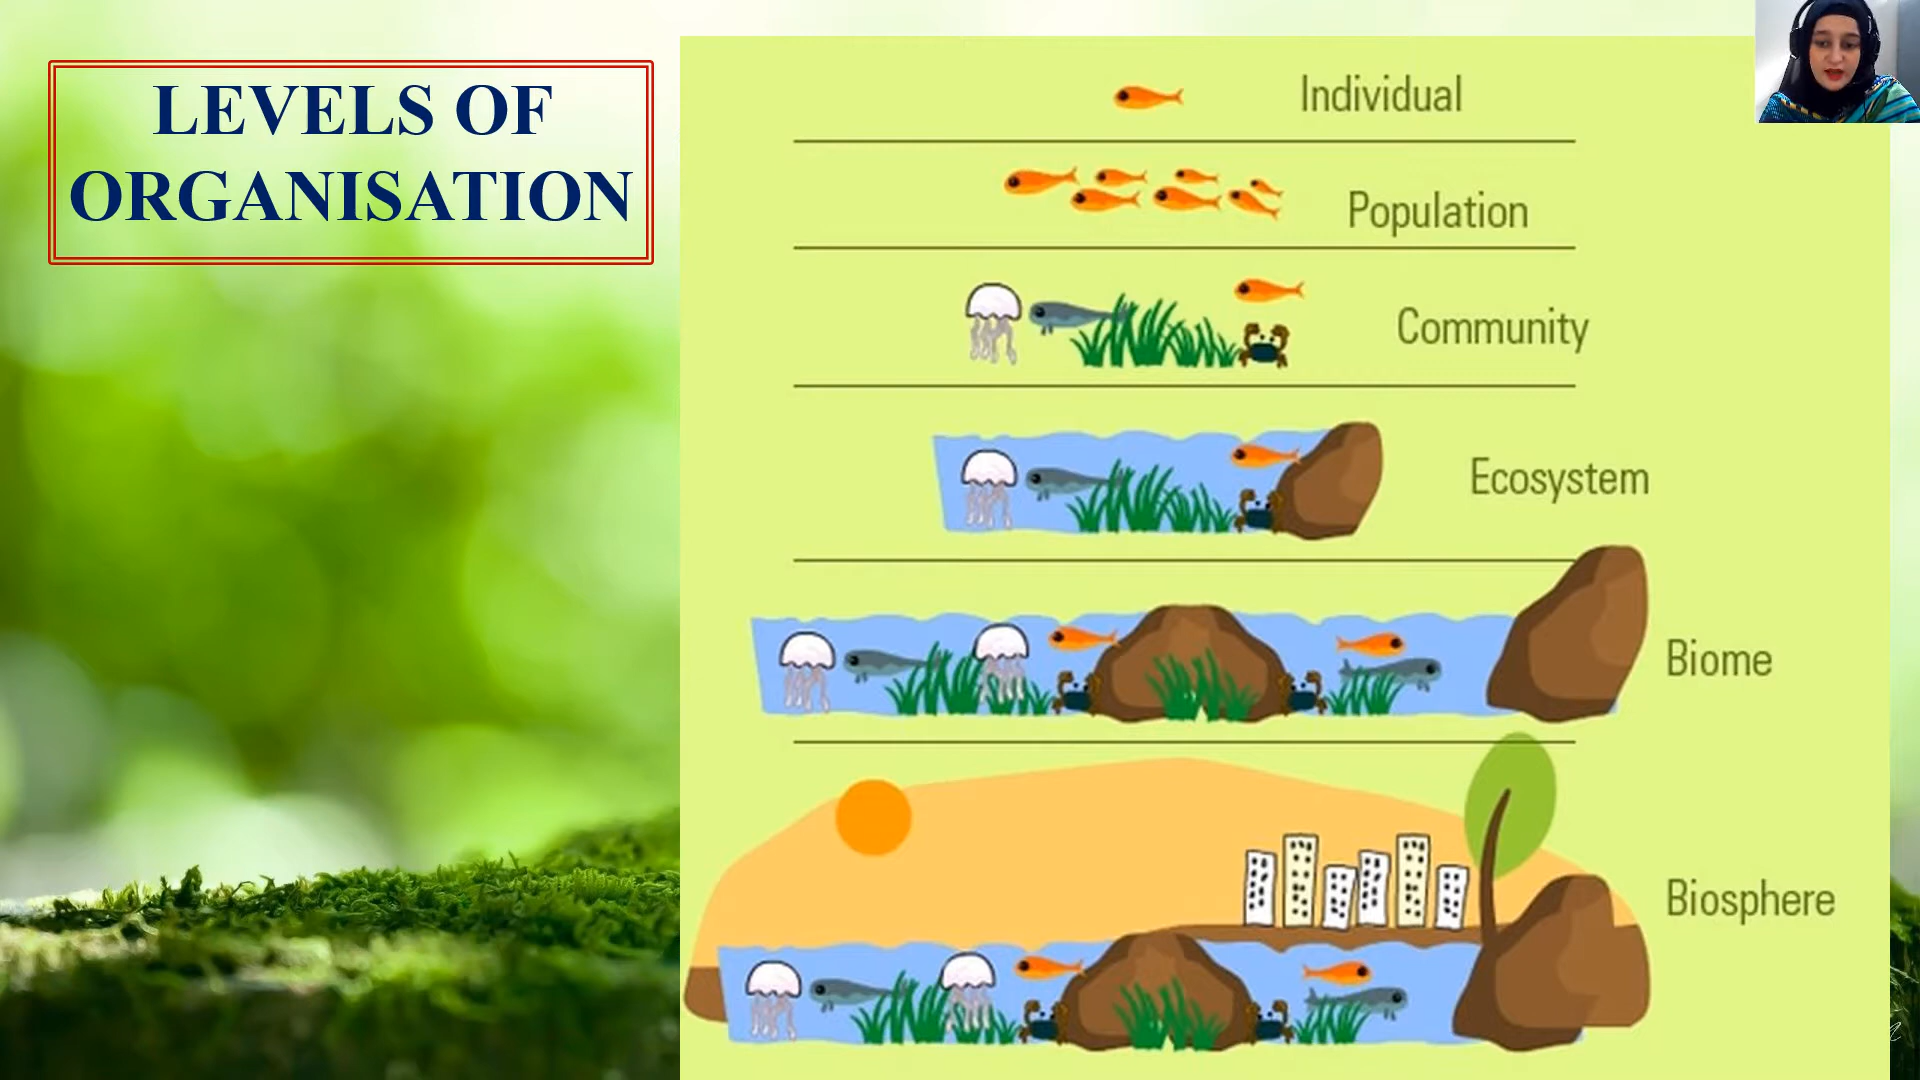 LEVELS OF
ORGANISATION
Individual
Population
Community
Ecosystem
Biome
Biosphere